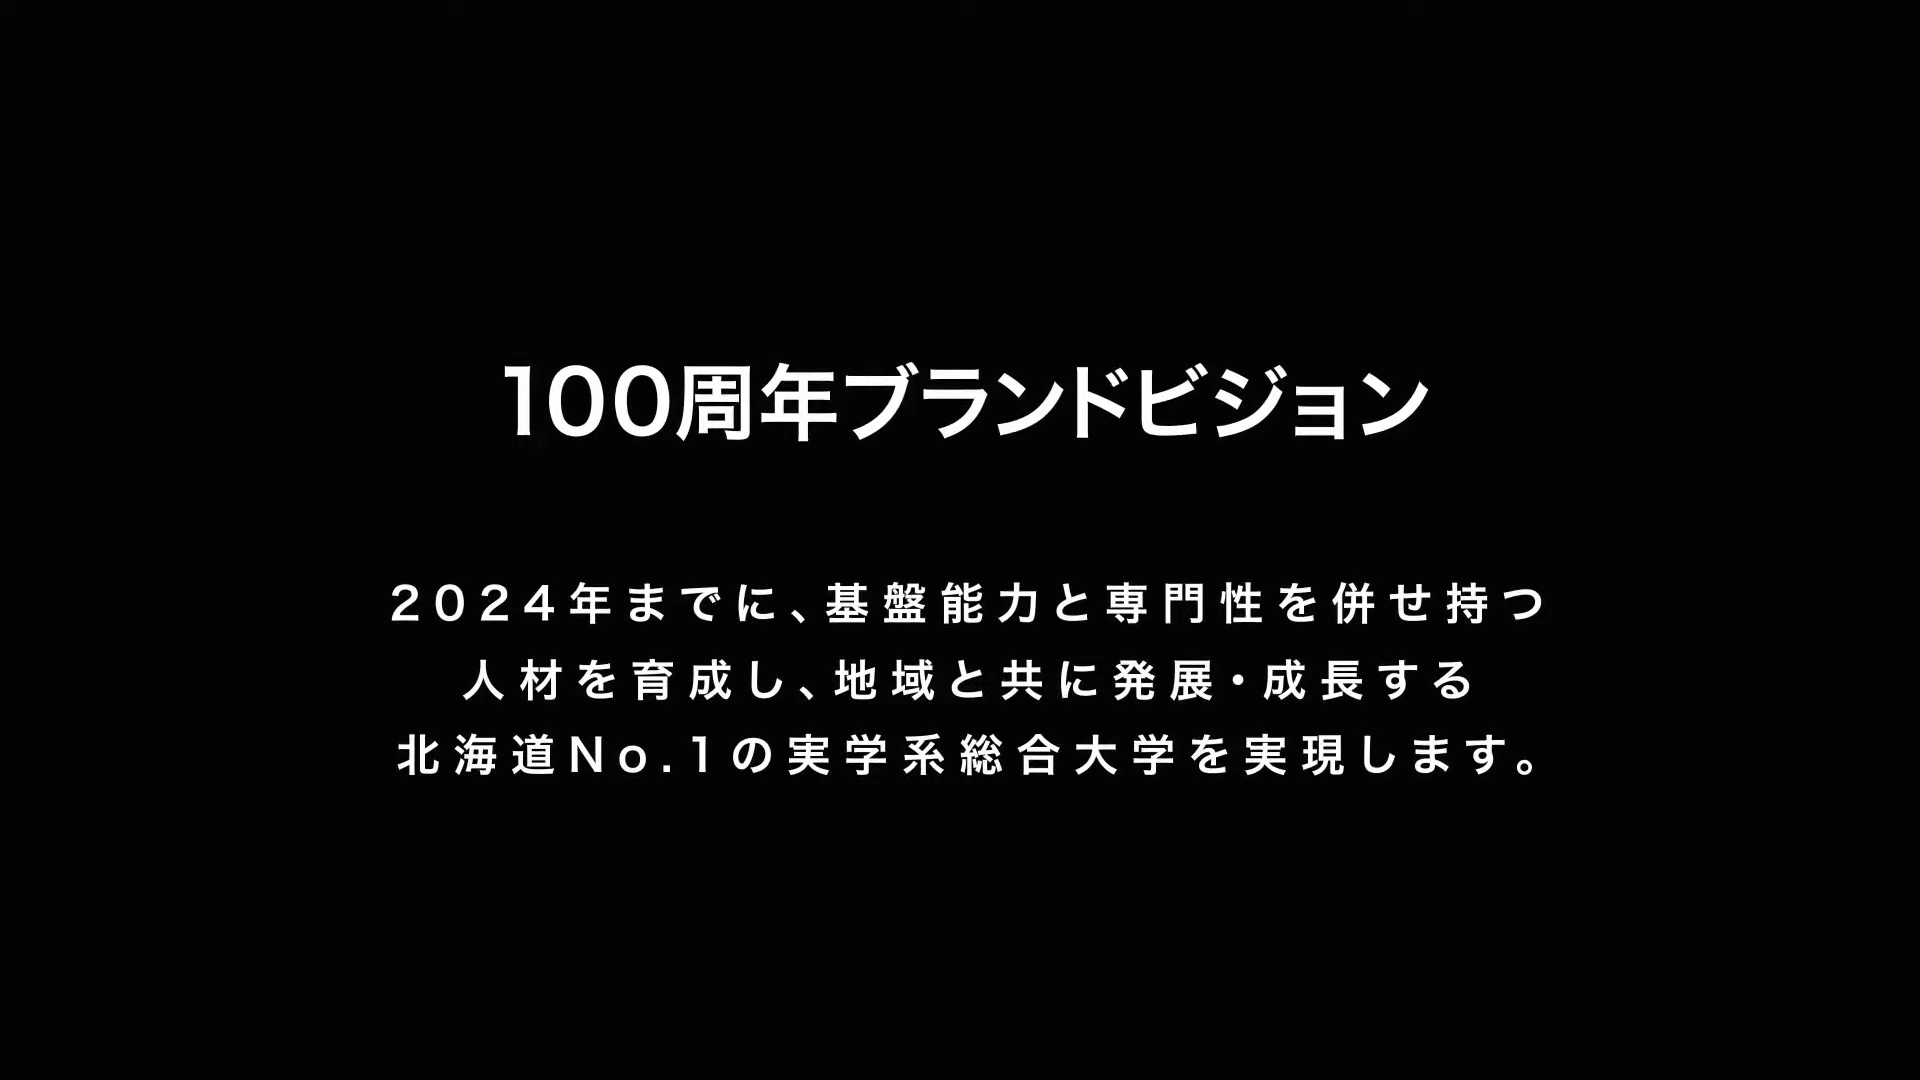 100周年ブランドビジョン
2024年までに、基盤能力と専門性を併せ持つ
人材を育成し、地域と共に発展・成長する
北海道No.1の実学系総合大学を実現します。